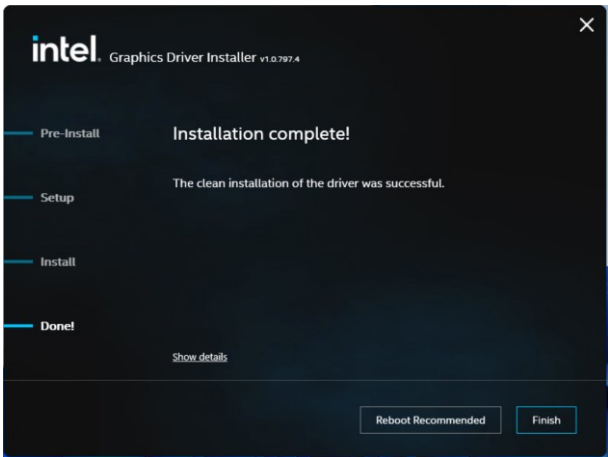 intel. Graphics Driver Installer v1.0.797.4
Pre-Install
Installation complete!
The clean installation of the driver was successful.
Setup
Install
Done!
Show details
Reboot Recommended
Finish